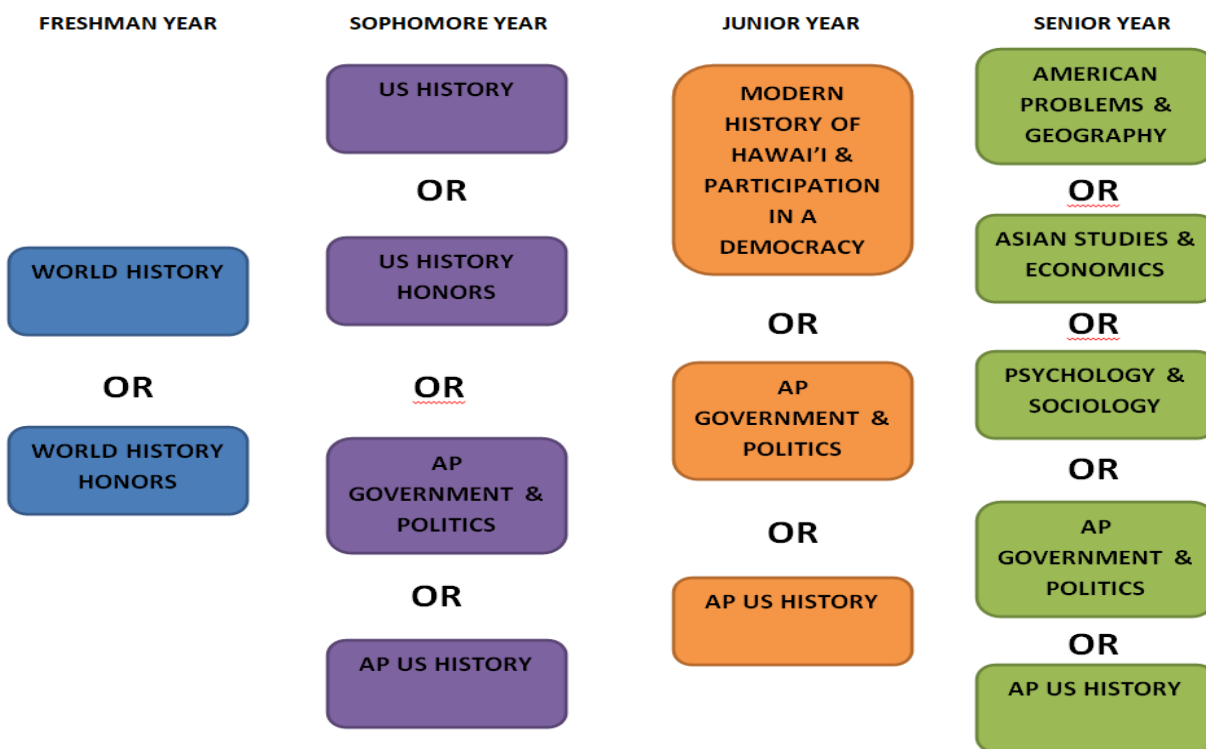 FRESHMAN YEAR
WORLD HISTORY
OR
WORLD HISTORY
HONORS
SOPHOMORE YEAR
US HISTORY
OR
US HISTORY
HONORS
OR
AP
GOVERNMENT &
POLITICS
OR
AP US HISTORY
JUNIOR YEAR
MODERN
HISTORY OF
HAWAI’I &
PARTICIPATION
IN A
DEMOCRACY
OR
AP
GOVERNMENT &
POLITICS
OR
AP US HISTORY
SENIOR YEAR
AMERICAN
PROBLEMS &
GEOGRAPHY
OR
ASIAN STUDIES &
ECONOMICS
OR
PSYCHOLOGY &
SOCIOLOGY
OR
AP
GOVERNMENT &
POLITICS
OR
AP US HISTORY